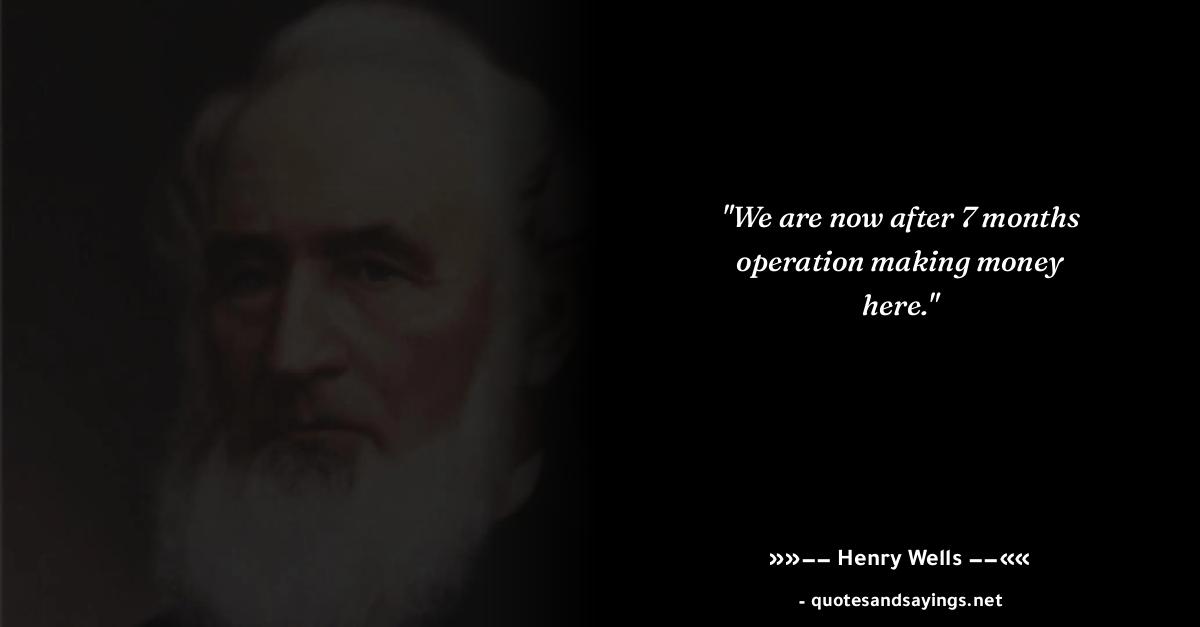 "We are now after 7 months
operation making money
here."
»»–– Henry Wells ––««
- quotesandsayings.net